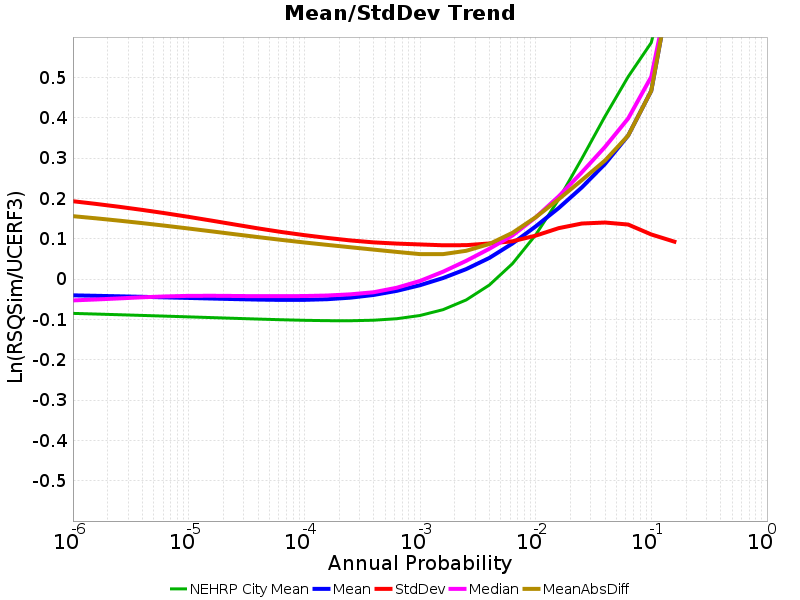 Mean/StdDev Trend
Ln(RSQSim/UCERF3)
0.5
0.4
0.3
0.2
0.1
0
-0.1
-0.2
-0.3
-0.4
-0.5
10^-6 10^-5 10^-4 10^-3 10^-2 10^-1 10^0
Annual Probability
NEHRP City Mean Mean StdDev Median MeanAbsDiff